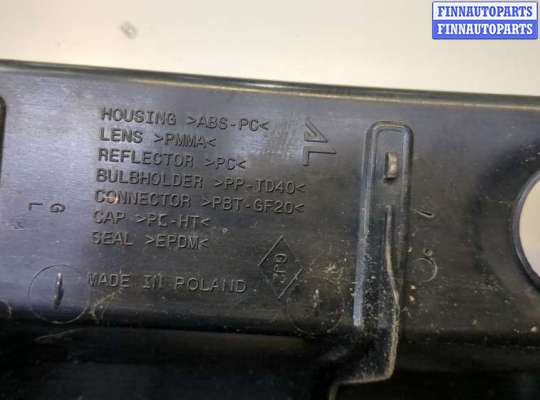 FINNAUTOPARTS
FINNAUTOPARTS
HOUSING >ABS-PC<
LENS >PMMA<
REFLECTOR >PC<
BULBHOLDER >PP-TD40<
CONNECTOR >PBT-GF20<
CAP >PC-HT<
SEAL >EPDM<
MADE IN POLAND
4L
G
L